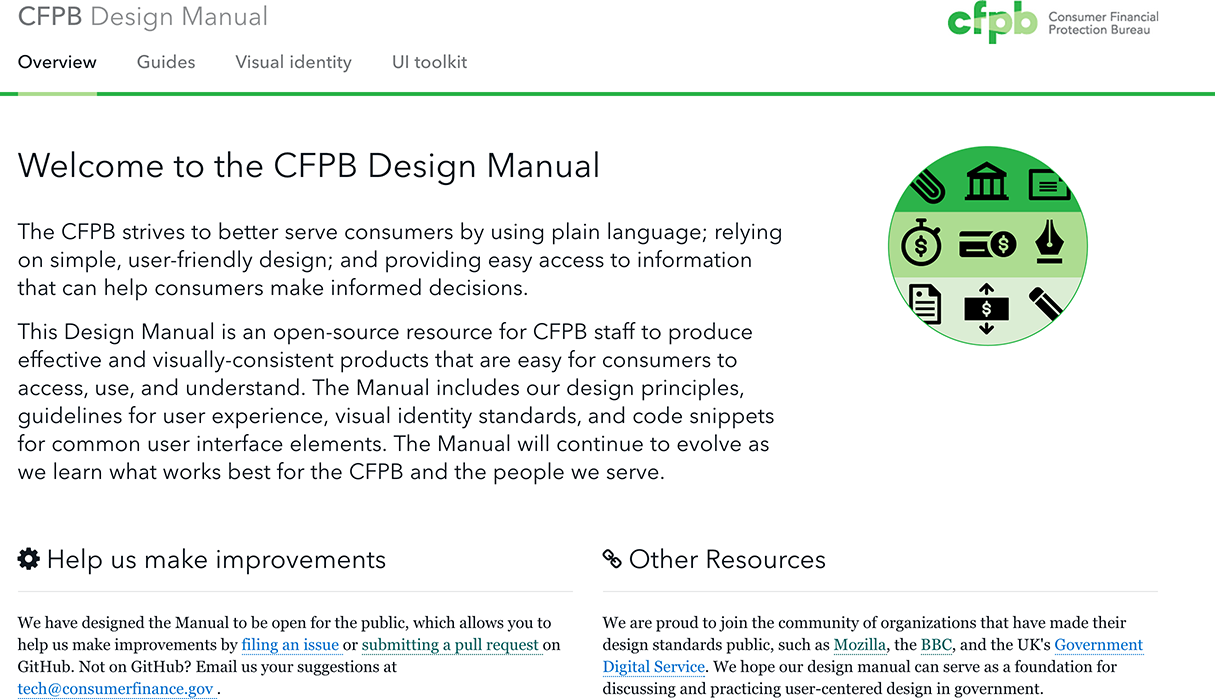 CFPB Design Manual
cfpb Consumer Financial
Protection Bureau
Overview Guides Visual identity UI toolkit
Welcome to the CFPB Design Manual
The CFPB strives to better serve consumers by using plain language; relying
on simple, user-friendly design; and providing easy access to information
that can help consumers make informed decisions.
This Design Manual is an open-source resource for CFPB staff to produce
effective and visually-consistent products that are easy for consumers to
access, use, and understand. The Manual includes our design principles,
guidelines for user experience, visual identity standards, and code snippets
for common user interface elements. The Manual will continue to evolve as
we learn what works best for the CFPB and the people we serve.
$ $
$
Help us make improvements
We have designed the Manual to be open for the public, which allows you to
help us make improvements by filing an issue or submitting a pull request on
GitHub. Not on GitHub? Email us your suggestions at
tech@consumerfinance.gov .
Other Resources
We are proud to join the community of organizations that have made their
design standards public, such as Mozilla, the BBC, and the UK's Government
Digital Service. We hope our design manual can serve as a foundation for
discussing and practicing user-centered design in government.